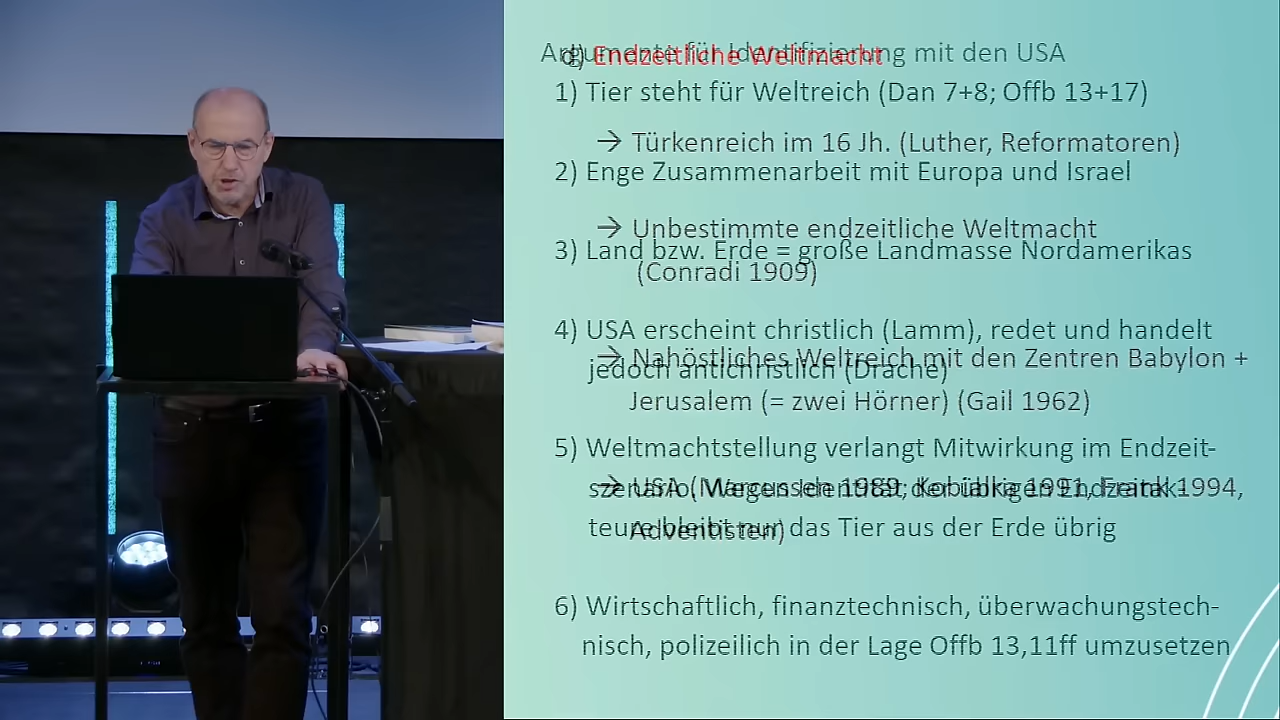 Argumente für Identifizierung mit den USA
d) Endzeitliche Weltmacht
1) Tier steht für Weltreich (Dan 7+8; Offb 13+17)
→ Türkenreich im 16 Jh. (Luther, Reformatoren)
2) Enge Zusammenarbeit mit Europa und Israel
→ Unbestimmte endzeitliche Weltmacht
3) Land bzw. Erde = große Landmasse Nordamerikas
(Conradi 1909)
4) USA erscheint christlich (Lamm), redet und handelt
→ Nahöstliches Weltreich mit den Zentren Babylon +
jedoch antichristlich (Drache)
Jerusalem (= zwei Hörner) (Gail 1962)
5) Weltmachtstellung verlangt Mitwirkung im Endzeit-
→ USA (Marcussen 1989; Kobialka 1991, Frank 1994,
szenario. Wegen Identität der übrigen Endzeitak-
teure bleibt nur das Tier aus der Erde übrig
Adventisten)
6) Wirtschaftlich, finanztechnisch, überwachungstech-
nisch, polizeilich in der Lage Offb 13,11ff umzusetzen